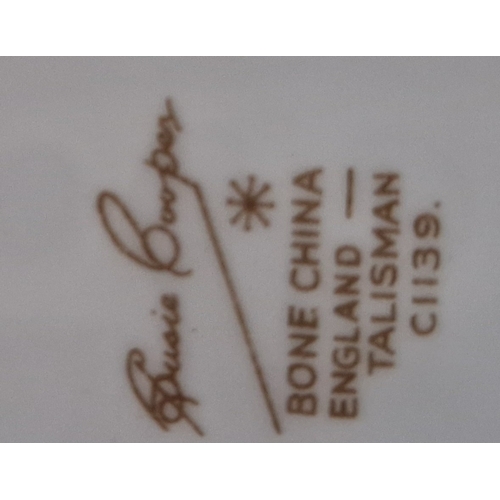 Susie Cooper
*
BONE CHINA
ENGLAND —
TALISMAN
C1139.